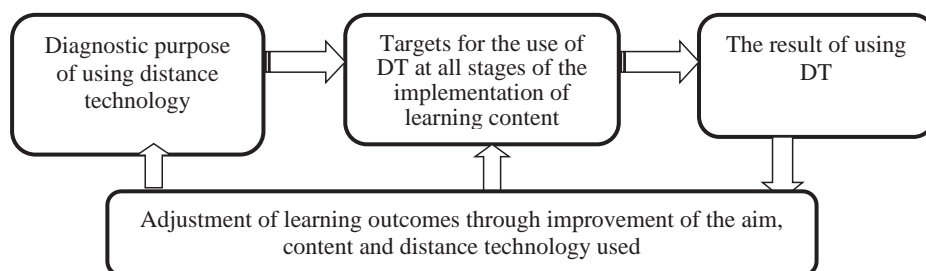 Diagnostic purpose
of using distance
technology
Targets for the use of
DT at all stages of the
implementation of
learning content
The result of using
DT
Adjustment of learning outcomes through improvement of the aim,
content and distance technology used